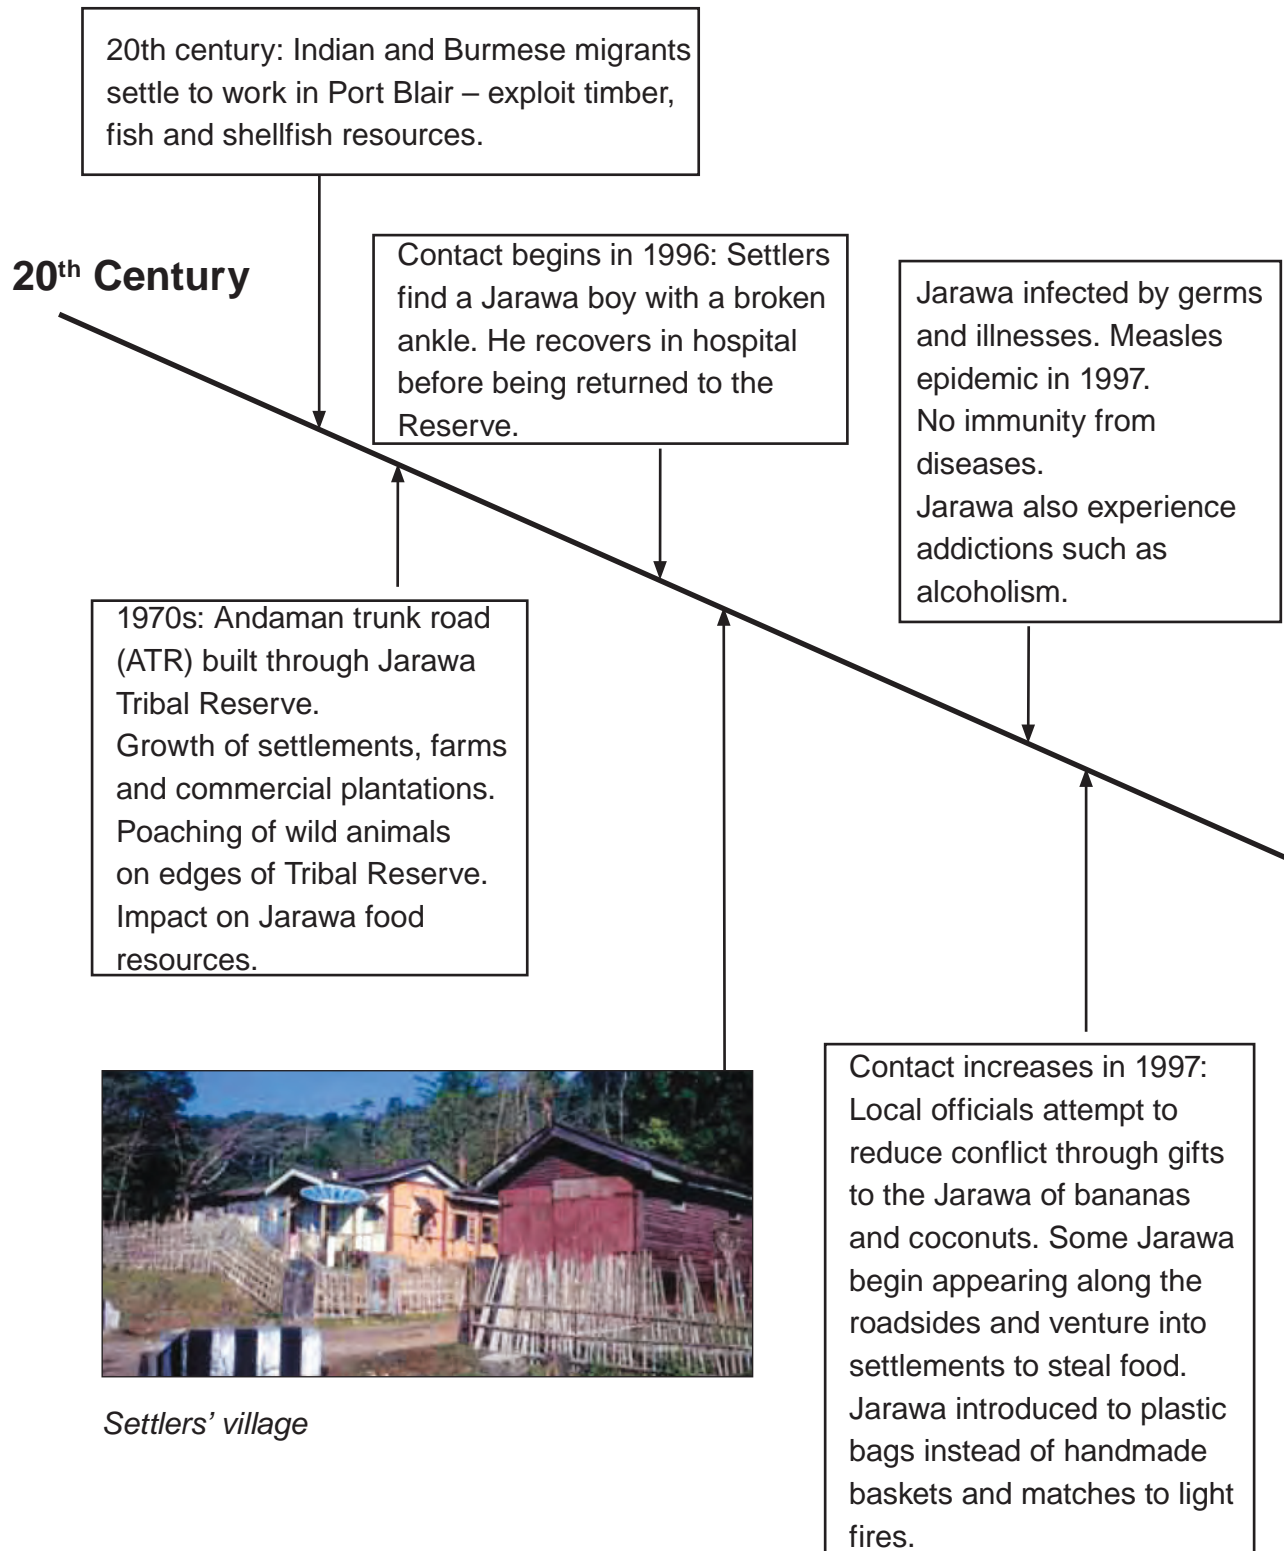 20th century: Indian and Burmese migrants
settle to work in Port Blair – exploit timber,
fish and shellfish resources.
20th Century
Contact begins in 1996: Settlers
find a Jarawa boy with a broken
ankle. He recovers in hospital
before being returned to the
Reserve.
Jarawa infected by germs
and illnesses. Measles
epidemic in 1997.
No immunity from
diseases.
Jarawa also experience
addictions such as
alcoholism.
1970s: Andaman trunk road
(ATR) built through Jarawa
Tribal Reserve.
Growth of settlements, farms
and commercial plantations.
Poaching of wild animals
on edges of Tribal Reserve.
Impact on Jarawa food
resources.
Settlers’ village
Contact increases in 1997:
Local officials attempt to
reduce conflict through gifts
to the Jarawa of bananas
and coconuts. Some Jarawa
begin appearing along the
roadsides and venture into
settlements to steal food.
Jarawa introduced to plastic
bags instead of handmade
baskets and matches to light
fires.